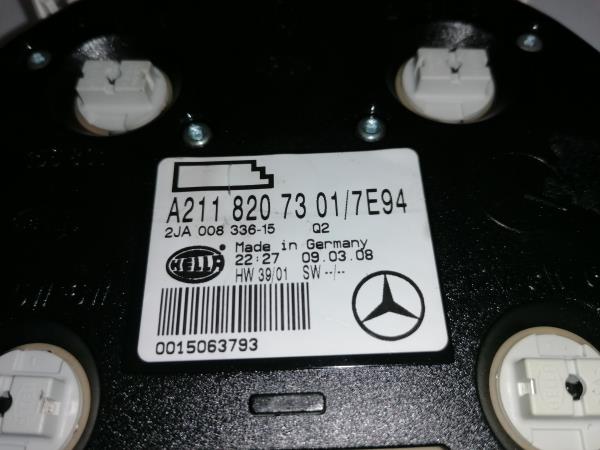 A211 820 73 01/7E94
2JA 008 336-15 Q2
Made in Germany
HELLA 22:27 09.03.08
HW 39/01 SW --/--
0015063793